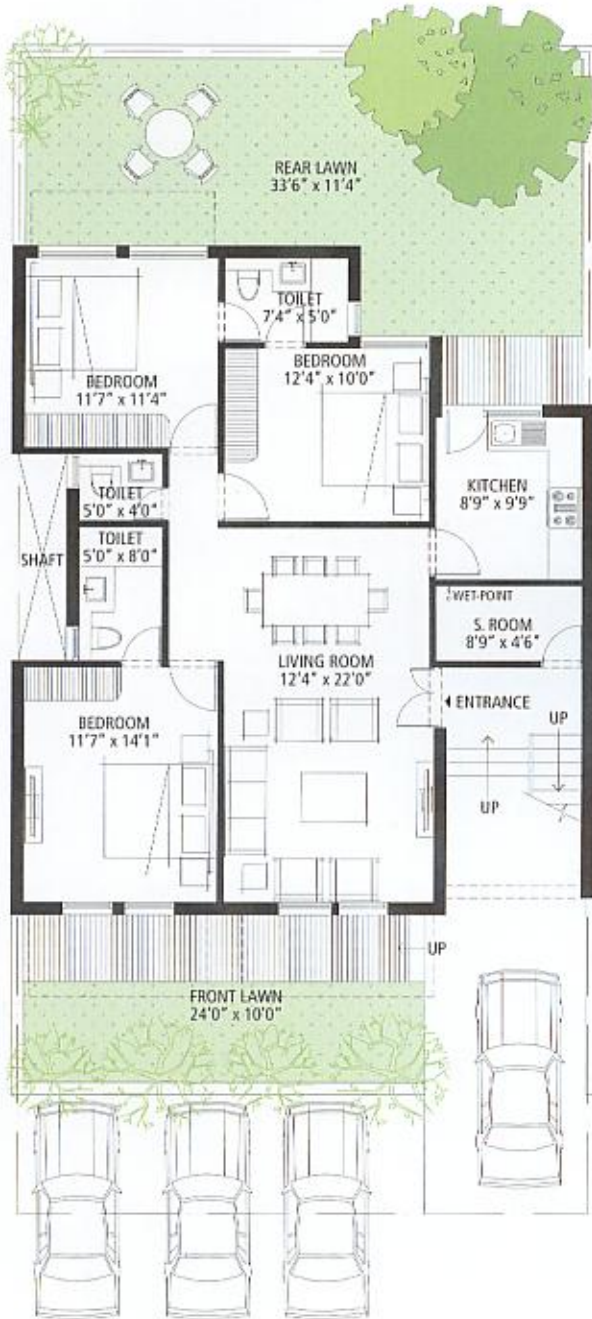 REAR LAWN
33'6" x 11'4"
TOILET
7'4" x 5'0"
BEDROOM
11'7" x 11'4"
BEDROOM
12'4" x 10'0"
KITCHEN
8'9" x 9'9"
TOILET
5'0" x 4'0"
TOILET
5'0" x 8'0"
SHAFT
WET-POINT
S. ROOM
8'9" x 4'6"
LIVING ROOM
12'4" x 22'0"
ENTRANCE
UP
UP
BEDROOM
11'7" x 14'1"
UP
FRONT LAWN
24'0" x 10'0"